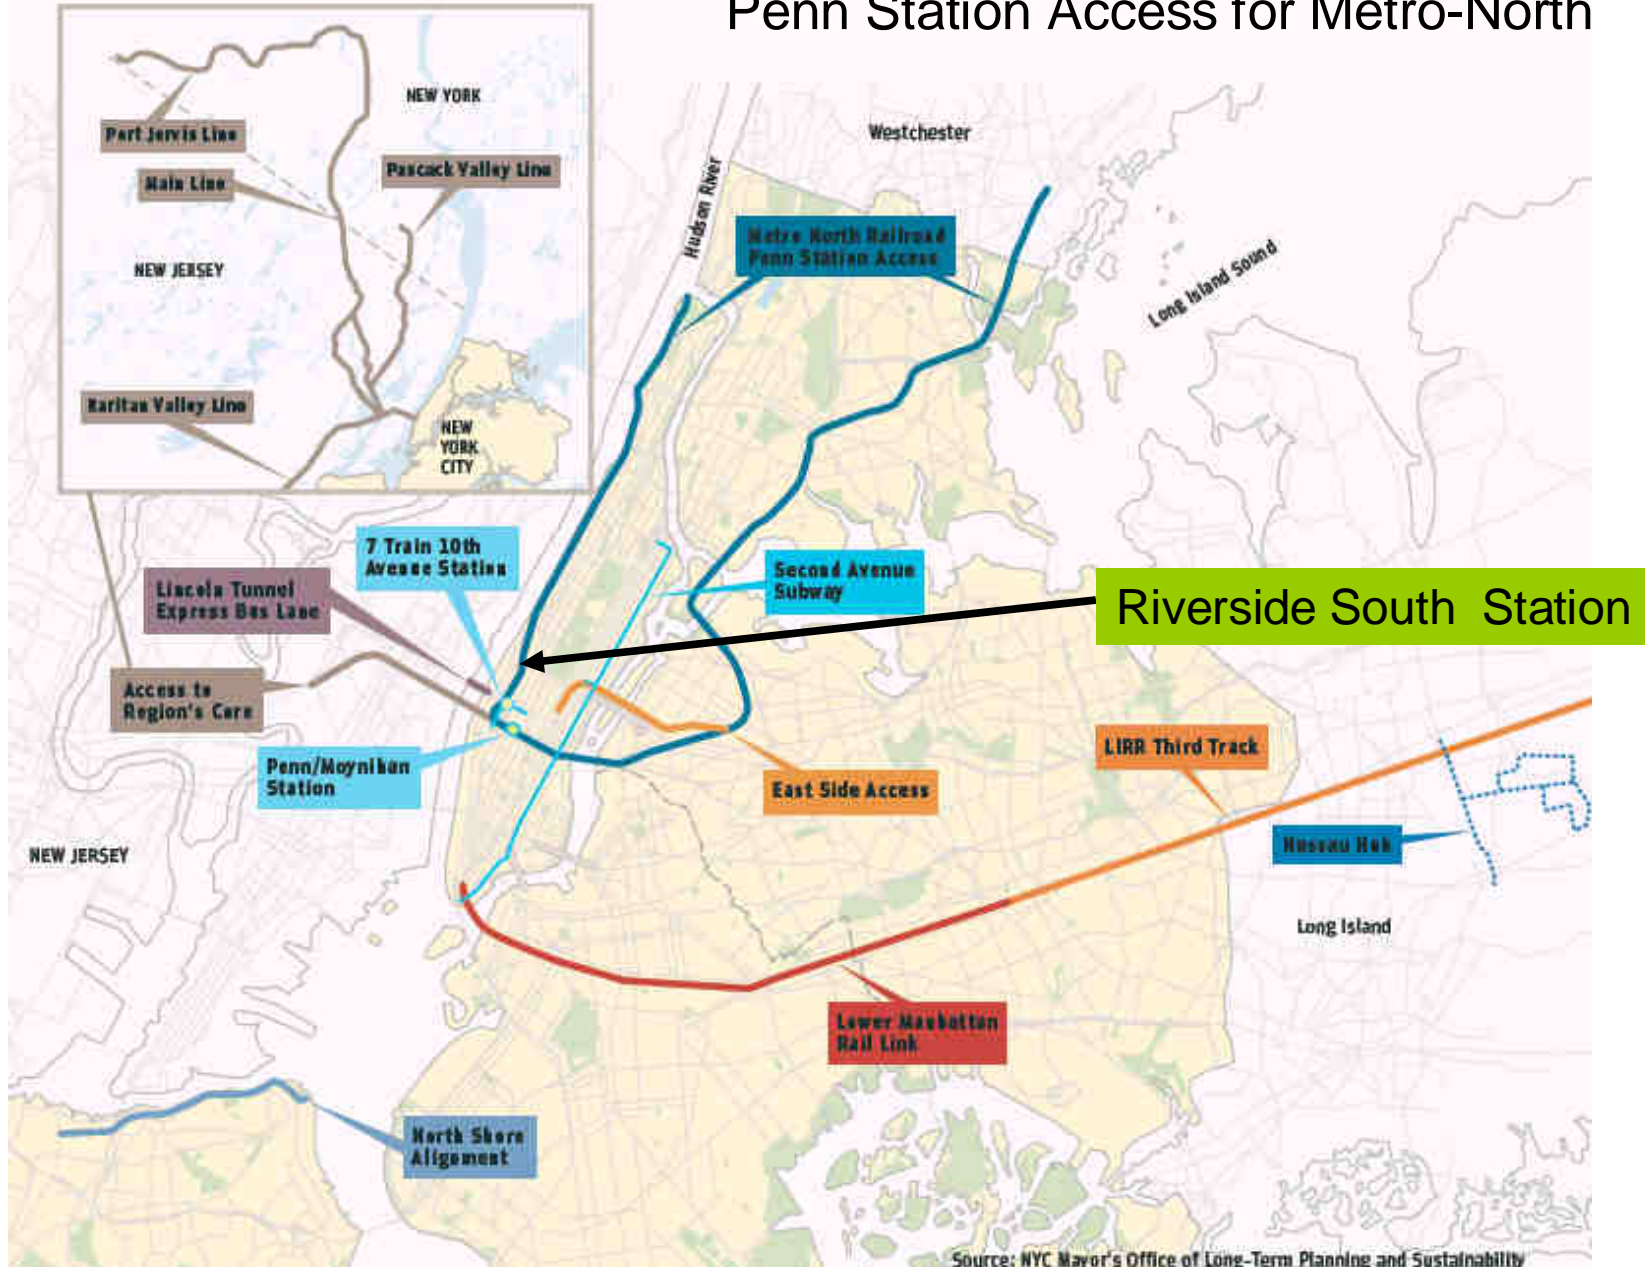 Penn Station Access for Metro-North
NEW YORK
Westchester
Port Jervis Line
Main Line
Pascack Valley Line
Hudson River
NEW JERSEY
Metro North Railroad
Penn Station Access
Long Island Sound
Raritan Valley Line
NEW
YORK
CITY
7 Train 10th
Avenue Station
Lincoln Tunnel
Express Bus Lane
Second Avenue
Subway
Riverside South Station
Access to
Region's Core
LIRR Third Track
Penn/Moynihan
Station
East Side Access
Nassau Hub
NEW JERSEY
Long Island
Lower Manhattan
Rail Link
North Shore
Alignment
Source: NYC Mayor's Office of Long-Term Planning and Sustainability